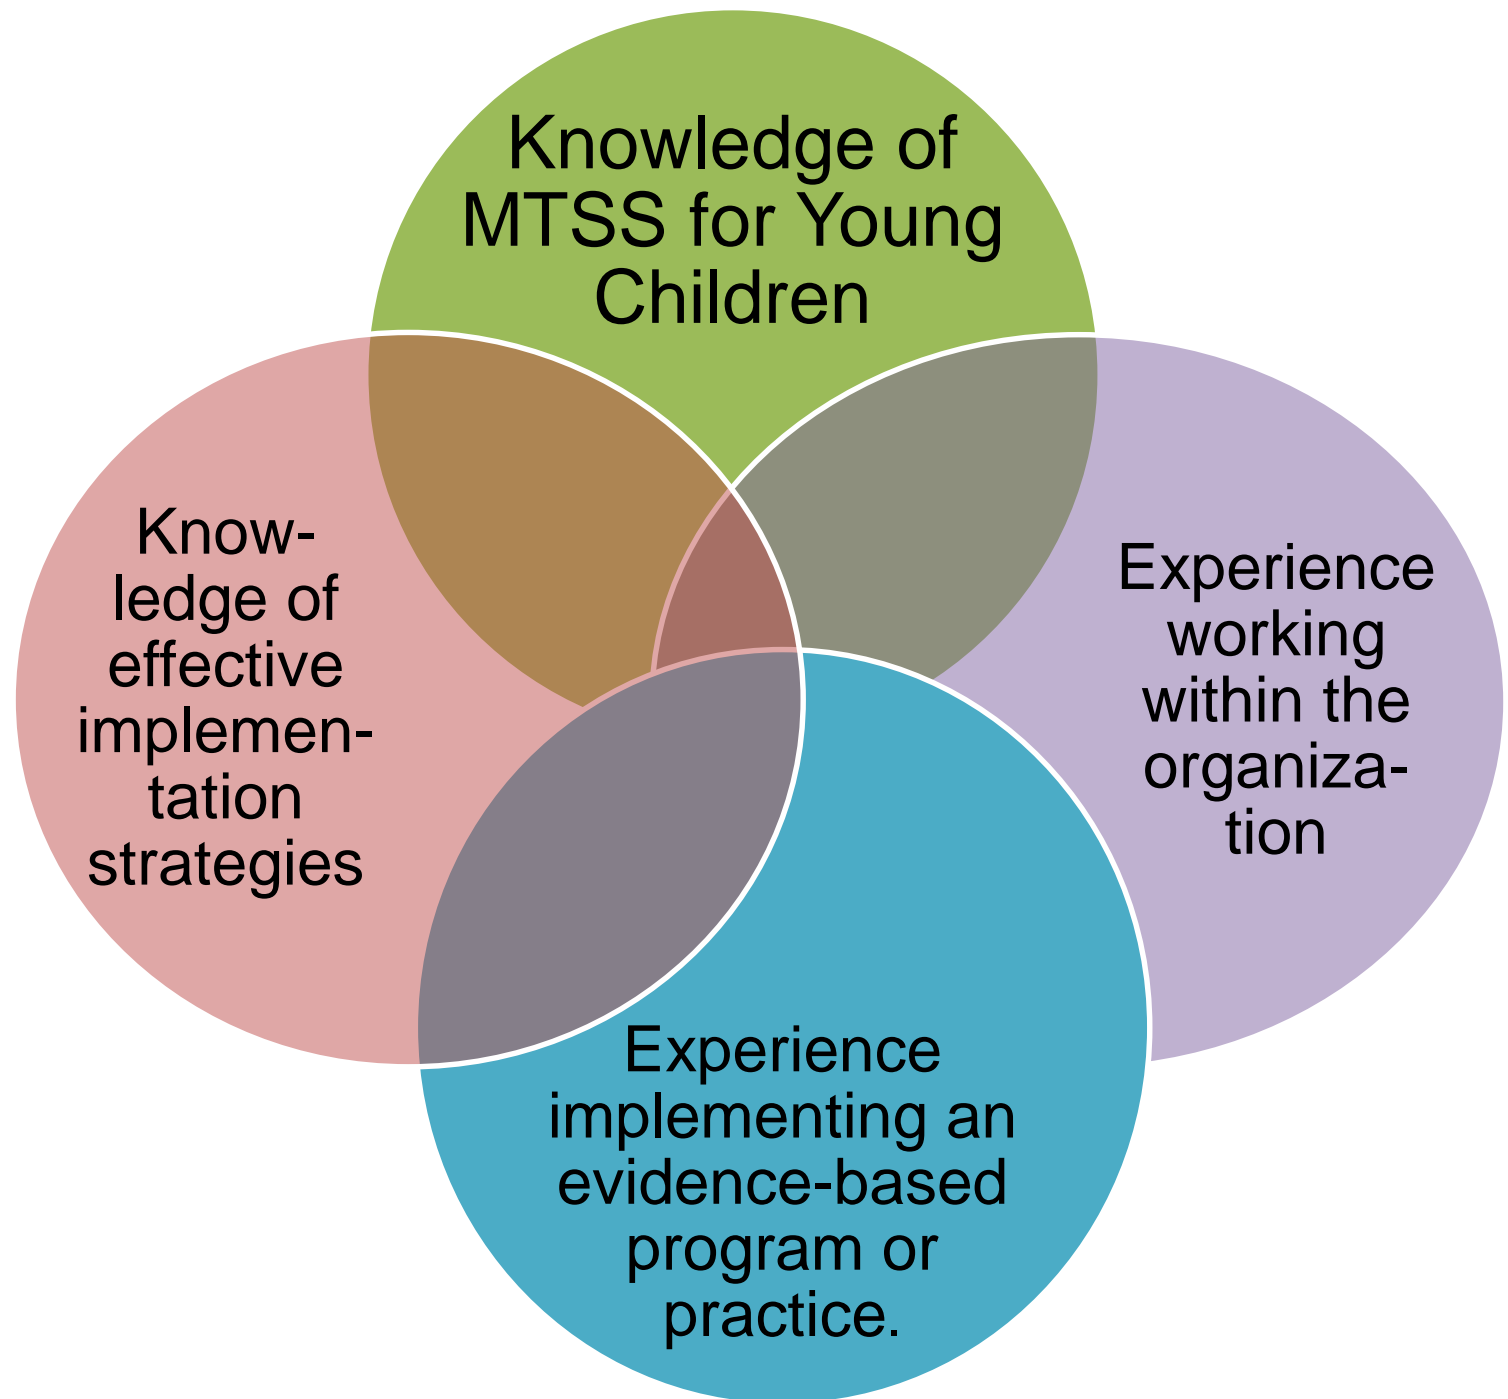 Knowledge of
MTSS for Young
Children
Know-
ledge of
effective
implemen-
tation
strategies
Experience
working
within the
organiza-
tion
Experience
implementing an
evidence-based
program or
practice.